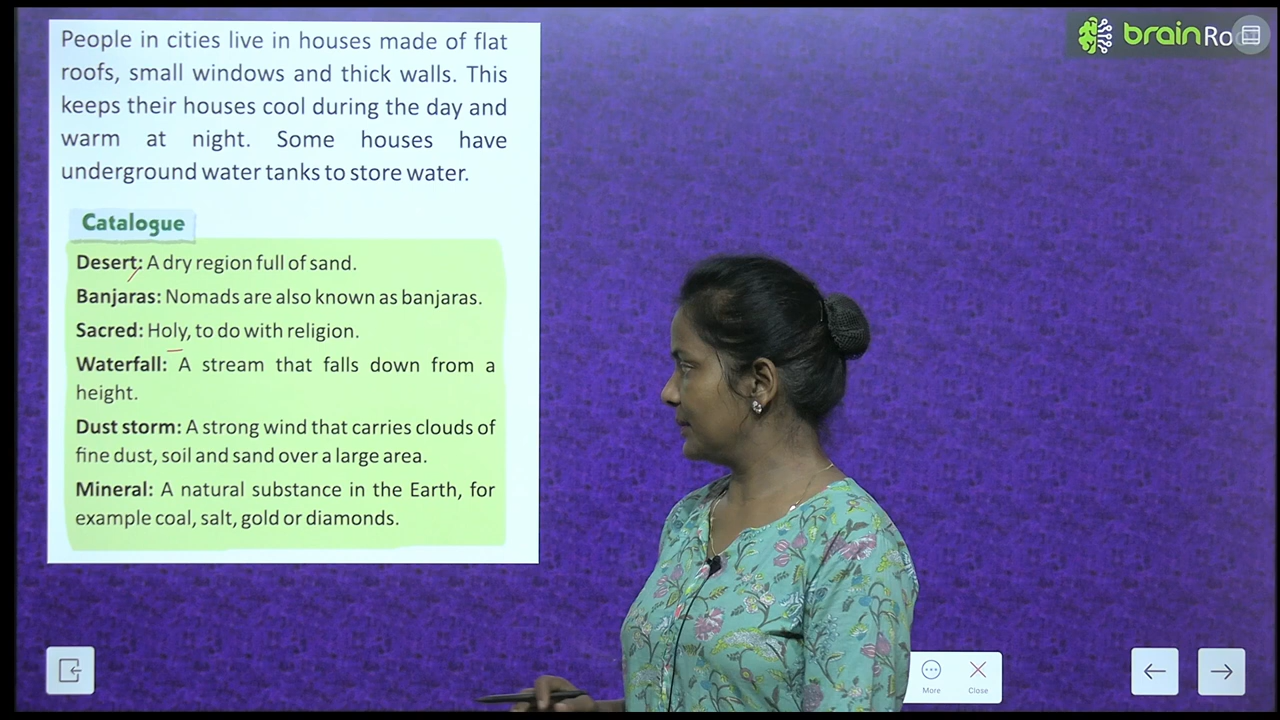 People in cities live in houses made of flat
roofs, small windows and thick walls. This
keeps their houses cool during the day and
warm at night. Some houses have
underground water tanks to store water.
Catalogue
Desert: A dry region full of sand.
Banjaras: Nomads are also known as banjaras.
Sacred: Holy, to do with religion.
Waterfall: A stream that falls down from a
height.
Dust storm: A strong wind that carries clouds of
fine dust, soil and sand over a large area.
Mineral: A natural substance in the Earth, for
example coal, salt, gold or diamonds.
brain
More
Close